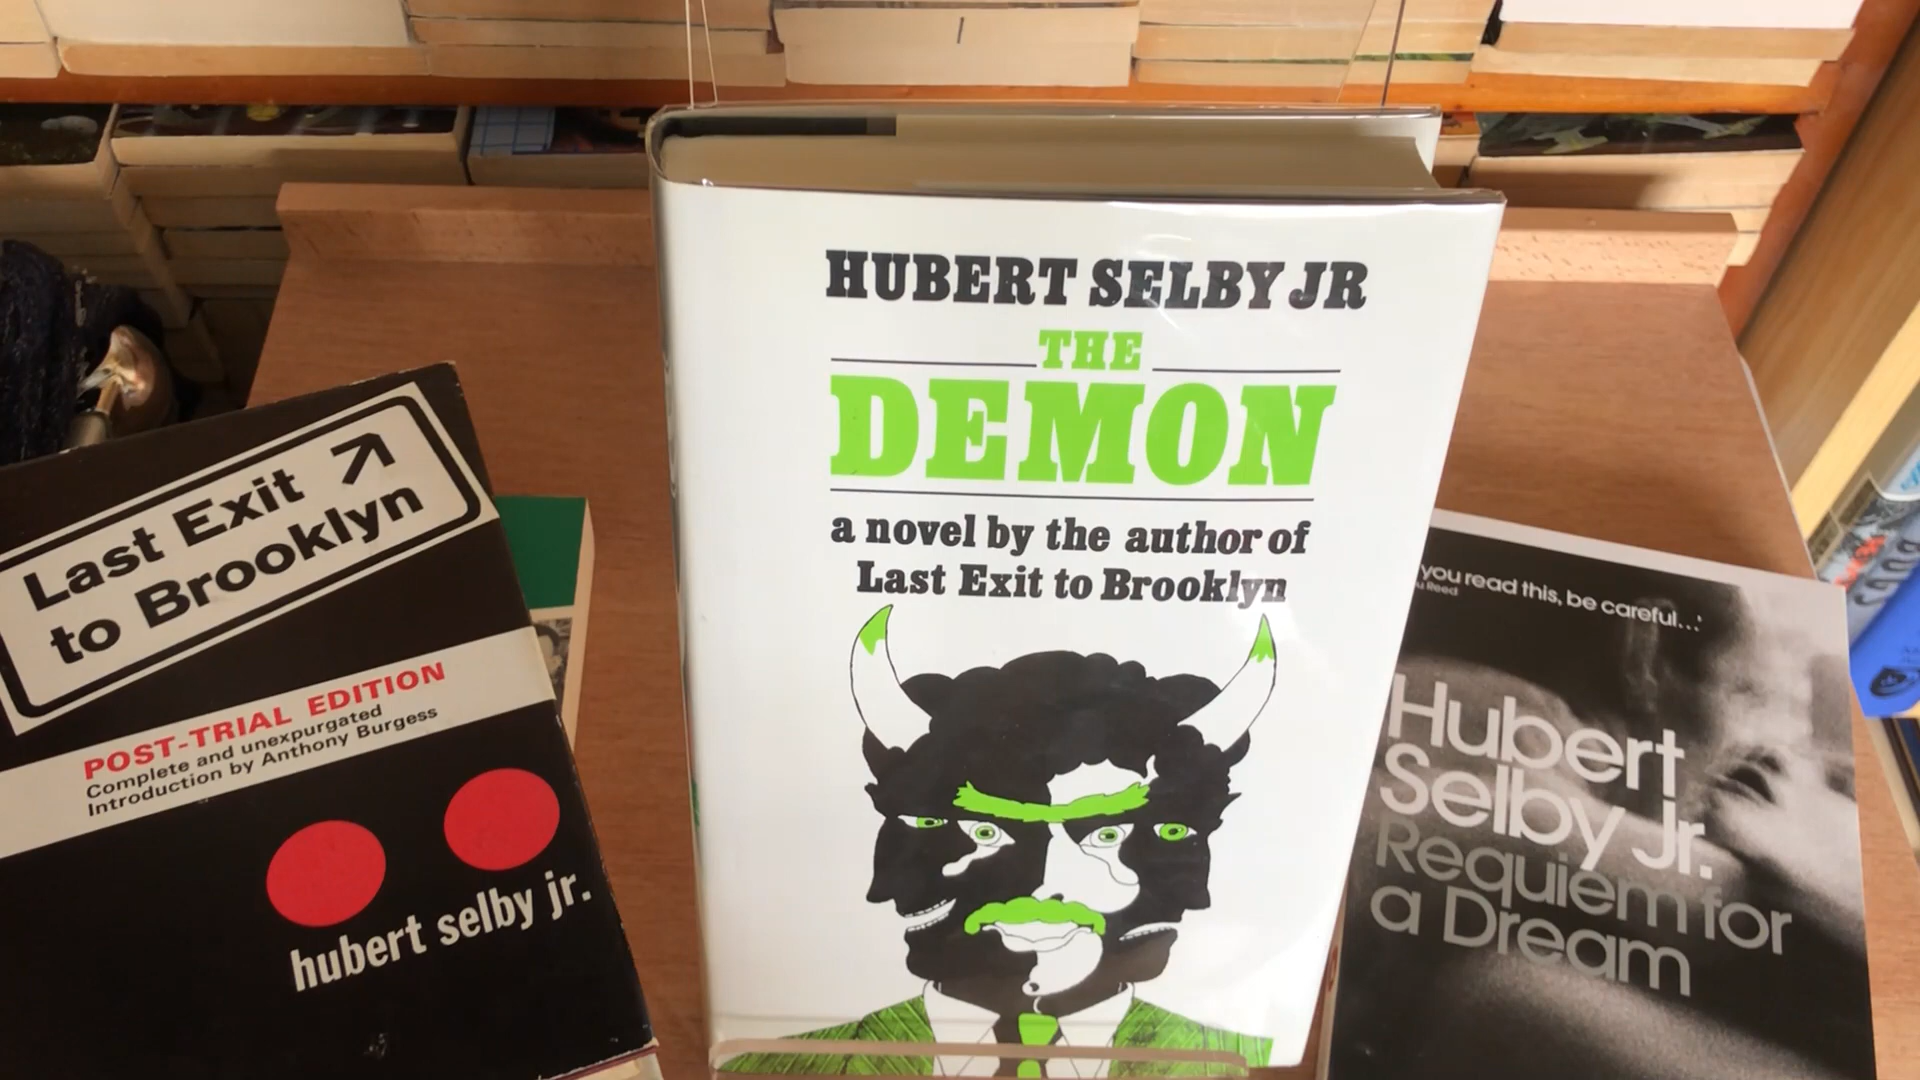 Last Exit
to Brooklyn
POST-TRIAL EDITION
Complete and unexpurgated
Introduction by Anthony Burgess
hubert selby jr.
HUBERT SELBY JR
THE
DEMON
a novel by the author of
Last Exit to Brooklyn
you read this, be careful...'
Reed
Hubert
Selby Jr.
Requiem for
a Dream